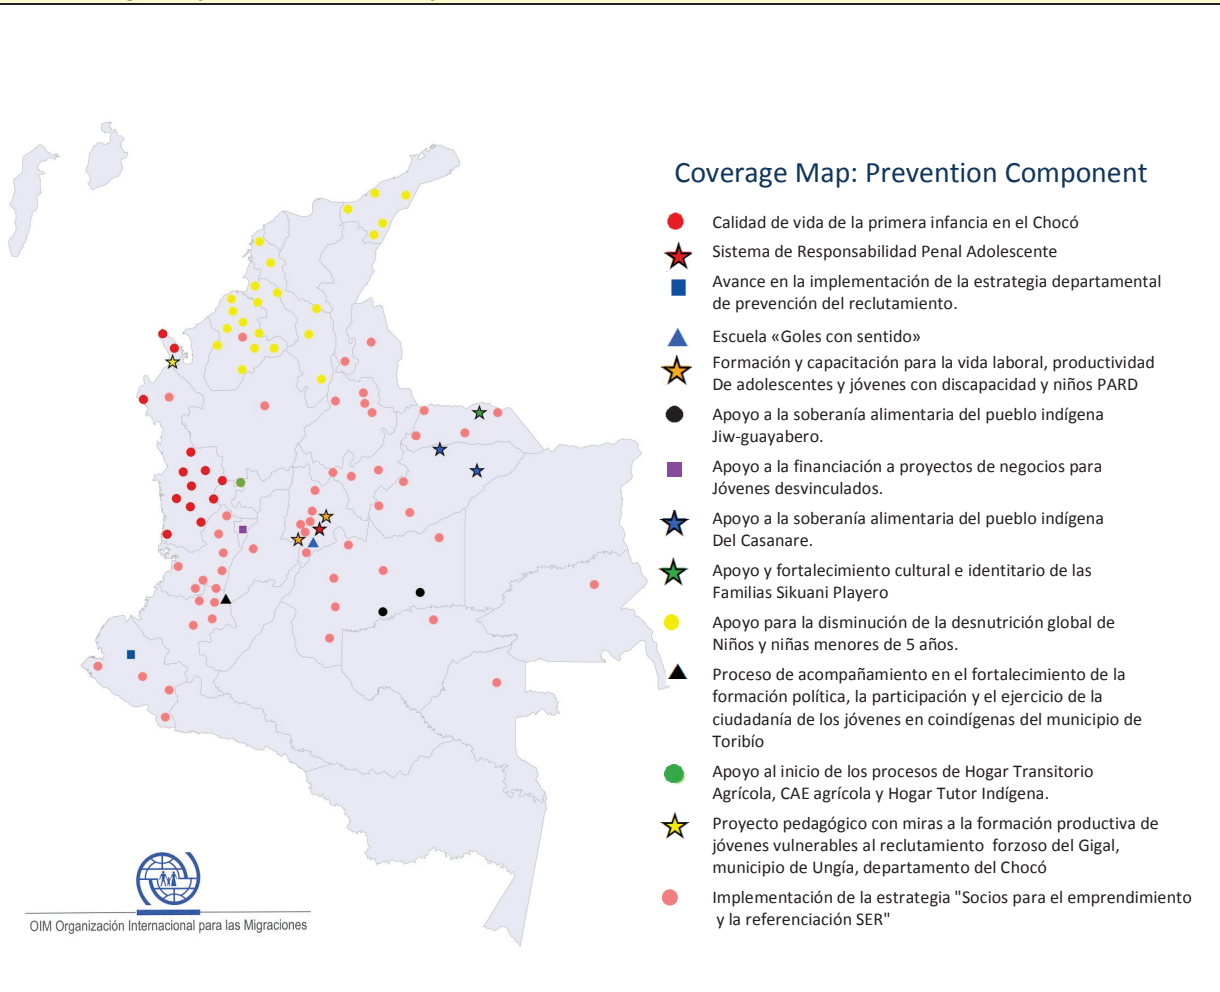 Coverage Map: Prevention Component
Calidad de vida de la primera infancia en el Chocó
Sistema de Responsabilidad Penal Adolescente
Avance en la implementación de la estrategia departamental
de prevención del reclutamiento.
Escuela «Goles con sentido»
Formación y capacitación para la vida laboral, productividad
De adolescentes y jóvenes con discapacidad y niños PARD
Apoyo a la soberanía alimentaria del pueblo indígena
Jiw-guayabero.
Apoyo a la financiación a proyectos de negocios para
Jóvenes desvinculados.
Apoyo a la soberanía alimentaria del pueblo indígena
Del Casanare.
Apoyo y fortalecimiento cultural e identitario de las
Familias Sikuani Playero
Apoyo para la disminución de la desnutrición global de
Niños y niñas menores de 5 años.
Proceso de acompañamiento en el fortalecimiento de la
formación política, la participación y el ejercicio de la
ciudadanía de los jóvenes en coindígenas del municipio de
Toribío
Apoyo al inicio de los procesos de Hogar Transitorio
Agrícola, CAE agrícola y Hogar Tutor Indígena.
Proyecto pedagógico con miras a la formación productiva de
jóvenes vulnerables al reclutamiento forzoso del Gigal,
municipio de Ungía, departamento del Chocó
Implementación de la estrategia "Socios para el emprendimiento
y la referenciación SER"
OIM Organización Internacional para las Migraciones